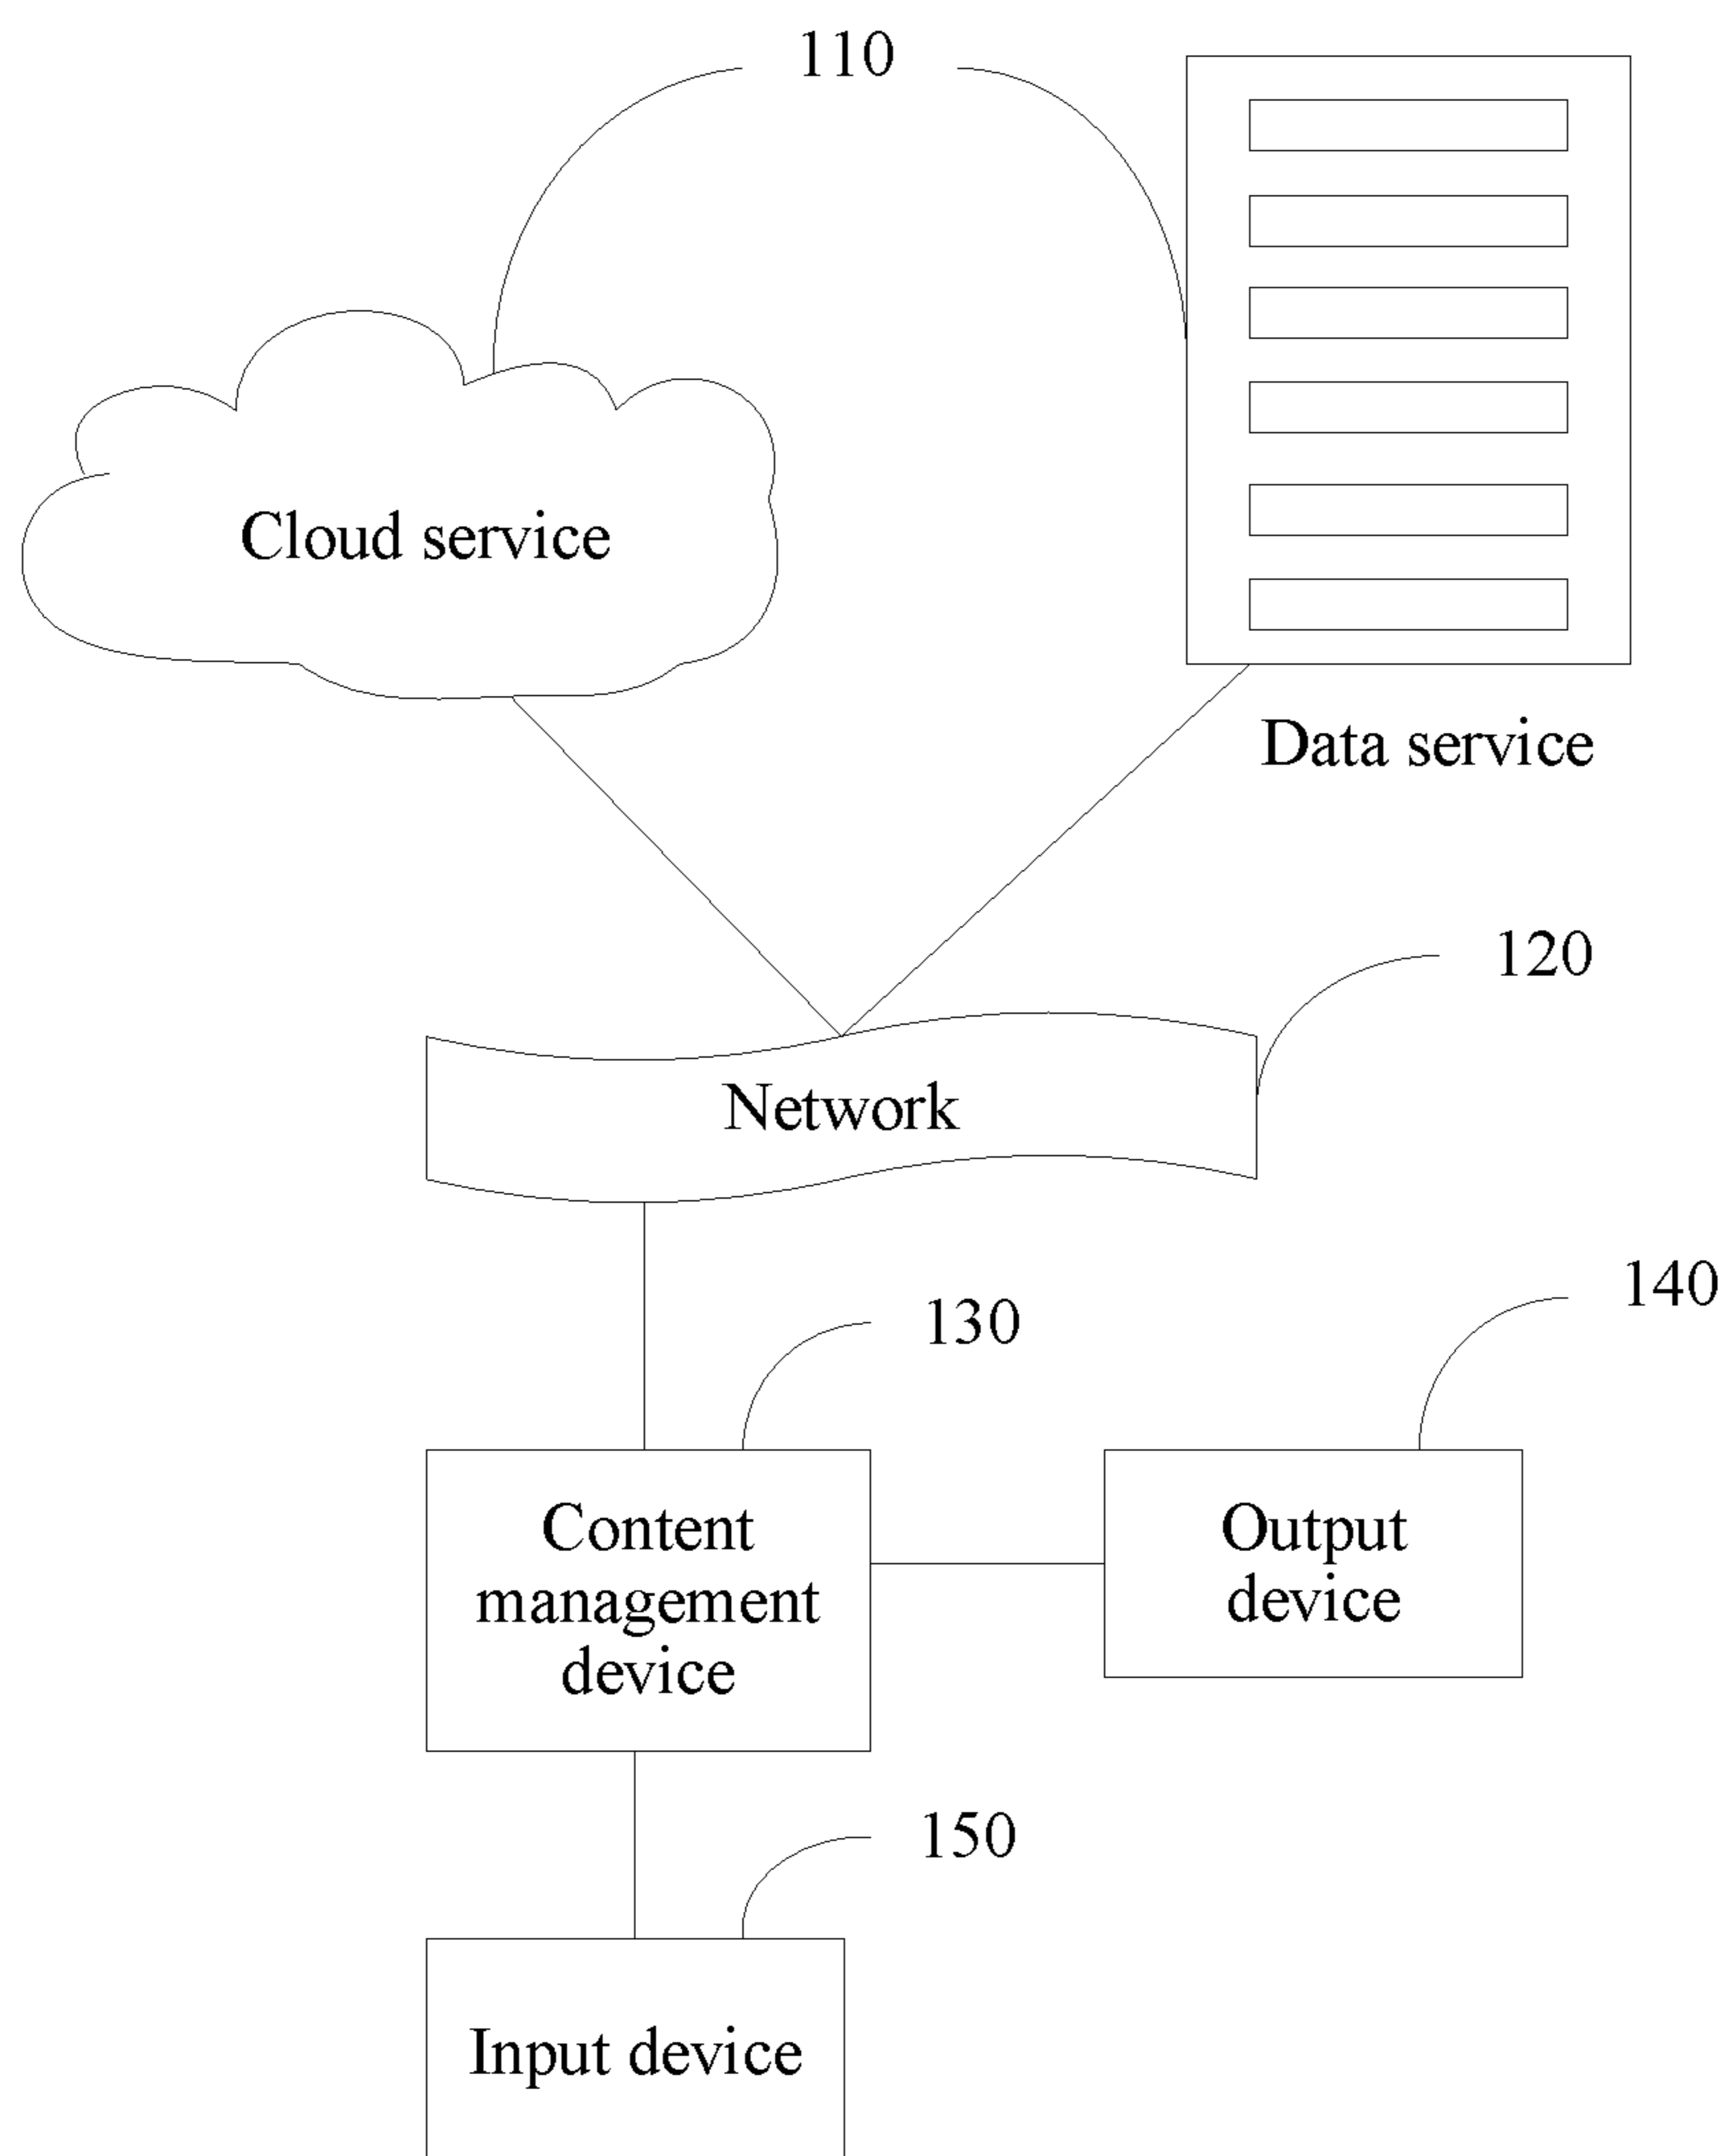 110
Cloud service
Data service
120
Network
130
140
Content
management
device
Output
device
150
Input device